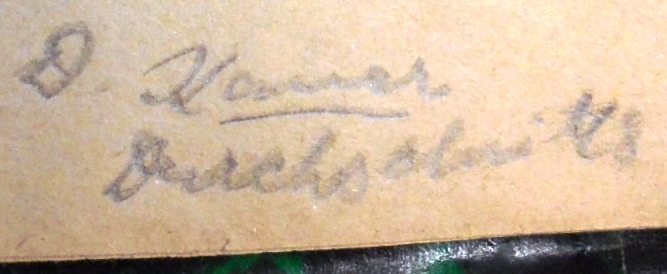 D. Kaiser
Durchschnitts